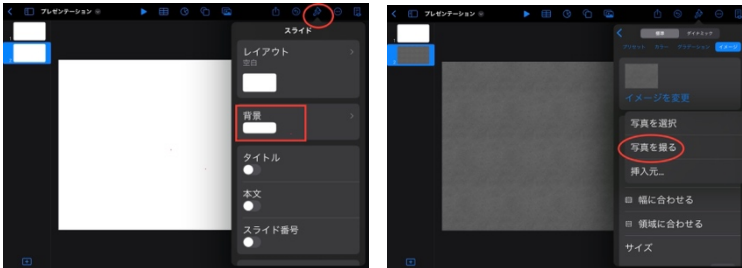 プレゼンテーション
1
2
スライド
レイアウト
空白
背景
タイトル
本文
スライド番号
プレゼンテーション
1
2
標準 ダイナミック
プリセット カラー グラデーション イメージ
イメージを変更
写真を選択
写真を撮る
挿入元...
幅に合わせる
領域に合わせる
サイズ